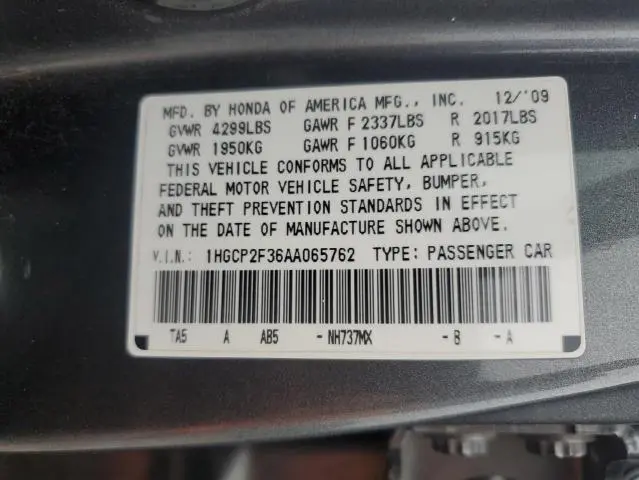 MFD. BY HONDA OF AMERICA MFG., INC. 12/'09
GVWR 4299LBS GAWR F 2337LBS R 2017LBS
GVWR 1950KG GAWR F 1060KG R 915KG
THIS VEHICLE CONFORMS TO ALL APPLICABLE
FEDERAL MOTOR VEHICLE SAFETY, BUMPER,
AND THEFT PREVENTION STANDARDS IN EFFECT
ON THE DATE OF MANUFACTURE SHOWN ABOVE.
V.I.N.: 1HGCP2F36AA065762 TYPE: PASSENGER CAR
TA5 A AB5 - NH737MX - B - A